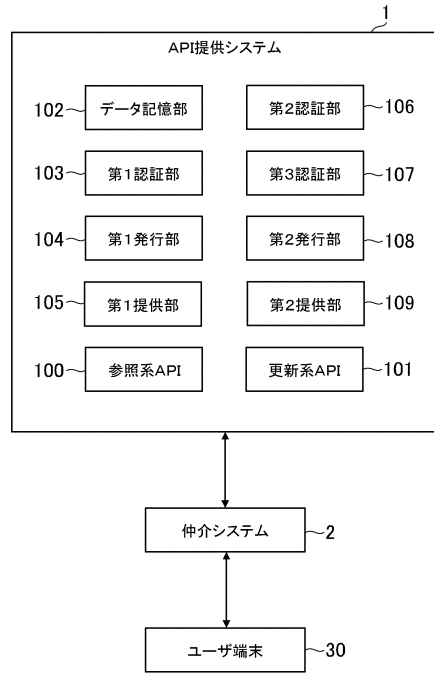 1
API提供システム
102 データ記憶部 第2認証部 106
103 第1認証部 第3認証部 107
104 第1発行部 第2発行部 108
105 第1提供部 第2提供部 109
100 参照系API 更新系API 101
仲介システム 2
ユーザ端末 30